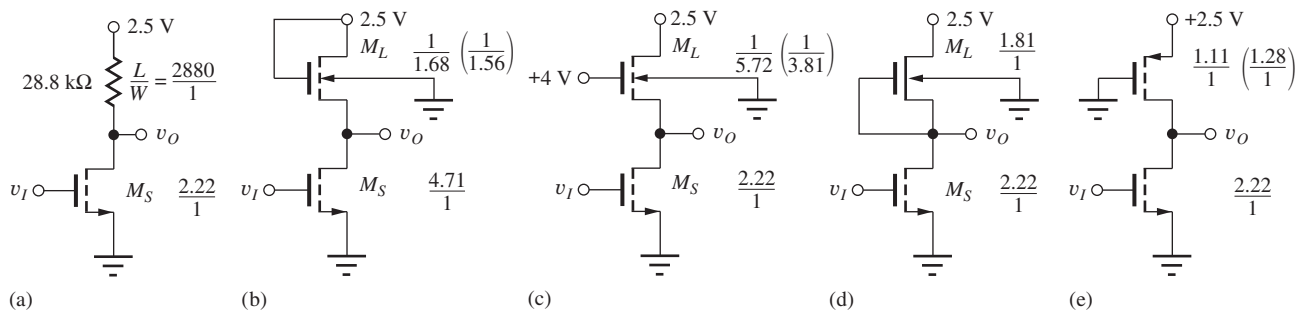 2.5 V
28.8 kΩ L/W = 2880/1
v_O
v_I M_S 2.22/1
(a)
2.5 V
M_L 1/1.68 (1/1.56)
v_O
v_I M_S 4.71/1
(b)
2.5 V
M_L 1/5.72 (1/3.81)
+4 V
v_O
v_I M_S 2.22/1
(c)
2.5 V
M_L 1.81/1
v_O
v_I M_S 2.22/1
(d)
+2.5 V
1.11/1 (1.28/1)
v_O
v_I 2.22/1
(e)